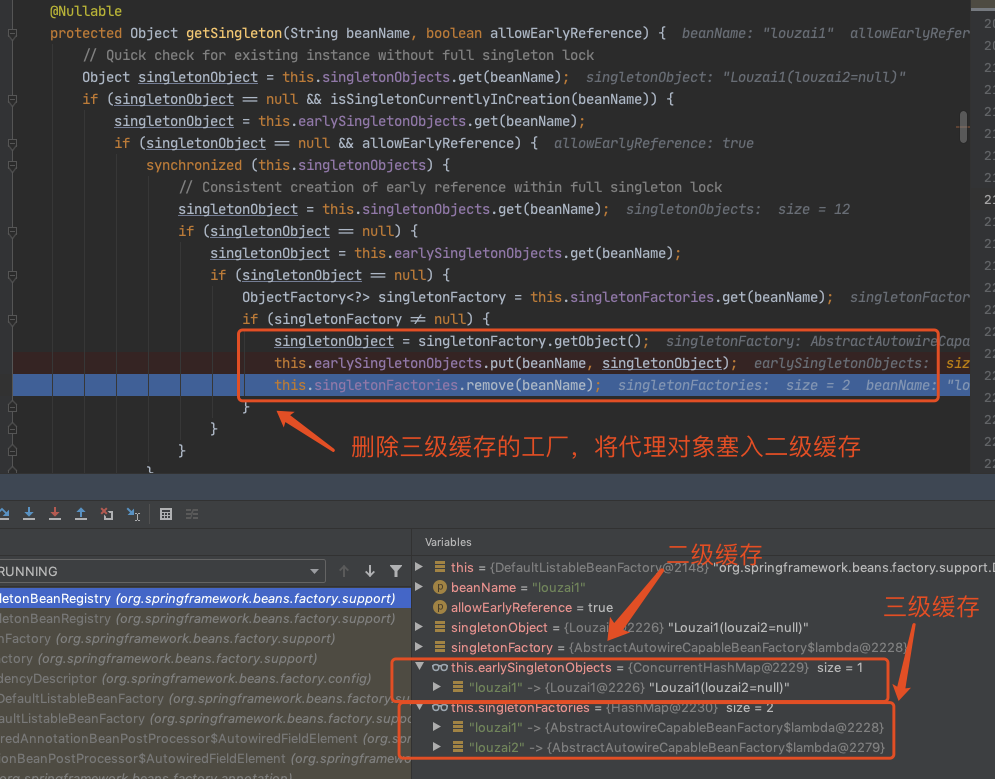 @Nullable
protected Object getSingleton(String beanName, boolean allowEarlyReference) { beanName: "louzai1" allowEarlyRefer
// Quick check for existing instance without full singleton lock
Object singletonObject = this.singletonObjects.get(beanName); singletonObject: "Louzai1(louzai2=null)"
if (singletonObject == null && isSingletonCurrentlyInCreation(beanName)) {
singletonObject = this.earlySingletonObjects.get(beanName);
if (singletonObject == null && allowEarlyReference) { allowEarlyReference: true
synchronized (this.singletonObjects) {
// Consistent creation of early reference within full singleton lock
singletonObject = this.singletonObjects.get(beanName); singletonObjects: size = 12
if (singletonObject == null) {
singletonObject = this.earlySingletonObjects.get(beanName);
if (singletonObject == null) {
ObjectFactory<?> singletonFactory = this.singletonFactories.get(beanName); singletonFactor
if (singletonFactory ≠ null) {
singletonObject = singletonFactory.getObject(); singletonFactory: AbstractAutowireCapa
this.earlySingletonObjects.put(beanName, singletonObject); earlySingletonObjects: siz
this.singletonFactories.remove(beanName); singletonFactories: size = 2 beanName: "lo
}
}
}
删除三级缓存的工厂，将代理对象塞入二级缓存
Variables
RUNNING
letonBeanRegistry (org.springframework.beans.factory.support)
letonBeanRegistry (org.springframework.beans.factory.support)
nFactory (org.springframework.beans.factory.support)
actory (org.springframework.beans.factory.support)
dencyDescriptor (org.springframework.beans.factory.config)
DefaultListableBeanFactory (org.springframework.beans.factory.su
aultListableBeanFactory (org.springframework.beans.factory.suppo
redAnnotationBeanPostProcessor$AutowiredFieldElement (org.spr
ionBeanPostProcessor$AutowiredFieldElement (org.springframew
org.springframework.beans.factory.annotation)
二级缓存
三级缓存
this = {DefaultListableBeanFactory@2148} "org.springframework.beans.factory.support.D
beanName = "louzai1"
allowEarlyReference = true
singletonObject = {Louzai1@2226} "Louzai1(louzai2=null)"
singletonFactory = {AbstractAutowireCapableBeanFactory$lambda@2228}
this.earlySingletonObjects = {ConcurrentHashMap@2229} size = 1
"louzai1" -> {Louzai1@2226} "Louzai1(louzai2=null)"
this.singletonFactories = {HashMap@2230} size = 2
"louzai1" -> {AbstractAutowireCapableBeanFactory$lambda@2228}
"louzai2" -> {AbstractAutowireCapableBeanFactory$lambda@2279}